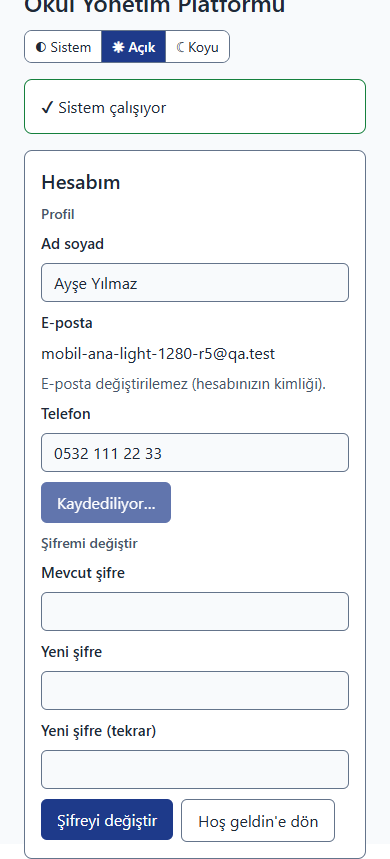 Okul Yönetim Platformu
Sistem Açık Koyu
✓ Sistem çalışıyor
Hesabım
Profil
Ad soyad
Ayşe Yılmaz
E-posta
mobil-ana-light-1280-r5@qa.test
E-posta değiştirilemez (hesabınızın kimliği).
Telefon
0532 111 22 33
Kaydediliyor...
Şifremi değiştir
Mevcut şifre
Yeni şifre
Yeni şifre (tekrar)
Şifreyi değiştir Hoş geldin'e dön